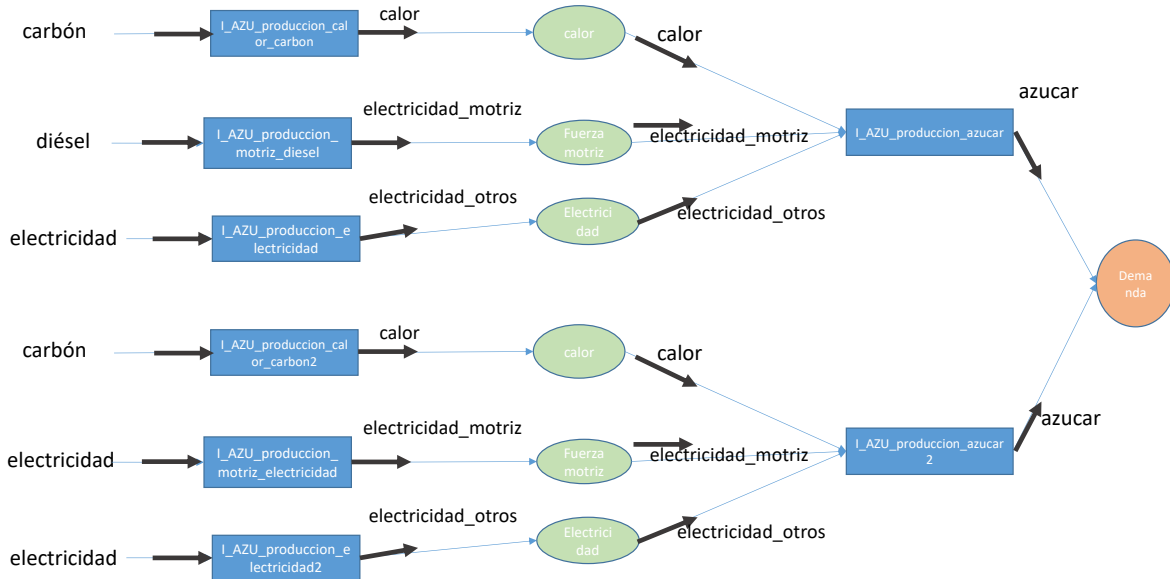 carbón
I_AZU_produccion_cal
or_carbon
calor
calor
calor
diésel
I_AZU_produccion_
motriz_diesel
electricidad_motriz
Fuerza
motriz
electricidad_motriz
electricidad
I_AZU_produccion_e
lectricidad
electricidad_otros
Electrici
dad
electricidad_otros
I_AZU_produccion_azucar
azucar
Dema
nda
carbón
I_AZU_produccion_cal
or_carbon2
calor
calor
calor
electricidad
I_AZU_produccion_
motriz_electricidad
electricidad_motriz
Fuerza
motriz
electricidad_motriz
electricidad
I_AZU_produccion_e
lectricidad2
electricidad_otros
Electrici
dad
electricidad_otros
I_AZU_produccion_azucar
2
azucar